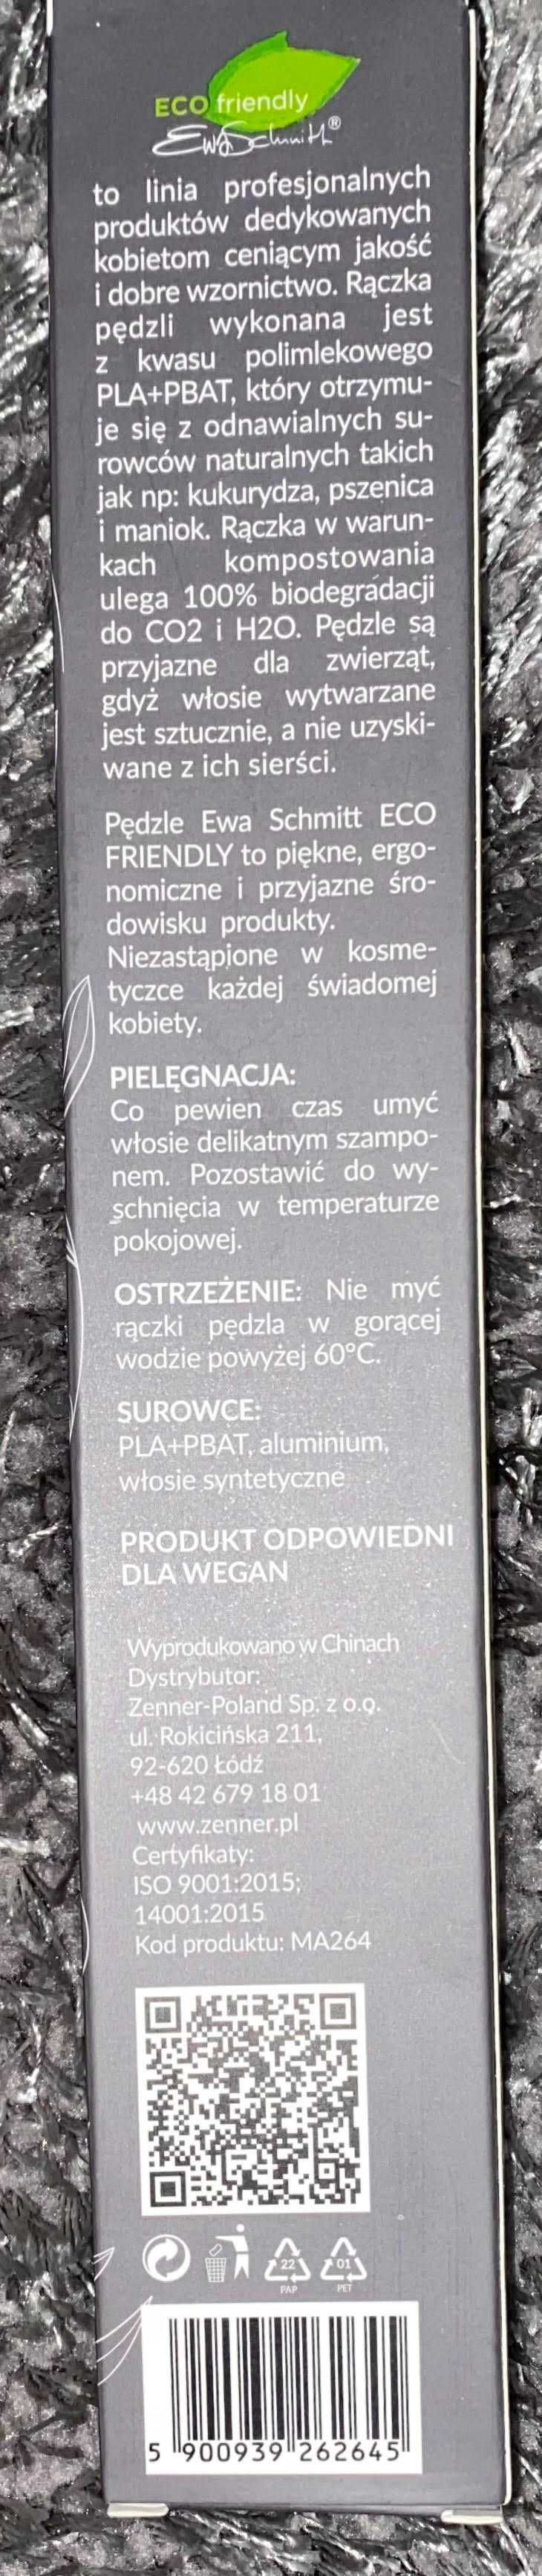 ECO friendly
Ewa Schmitt®
to linia profesjonalnych
produktów dedykowanych
kobietom ceniącym jakość
i dobre wzornictwo. Rączka
pędzli wykonana jest
z kwasu polimlekowego
PLA+PBAT, który otrzymu-
je się z odnawialnych su-
rowców naturalnych takich
jak np: kukurydza, pszenica
i maniok. Rączka w warun-
kach kompostowania
ulega 100% biodegradacji
do CO2 i H2O. Pędzle są
przyjazne dla zwierząt,
gdyż włosie wytwarzane
jest sztucznie, a nie uzyski-
wane z ich sierści.
Pędzle Ewa Schmitt ECO
FRIENDLY to piękne, ergo-
nomiczne i przyjazne śro-
dowisku produkty.
Niezastąpione w kosme-
tyczce każdej świadomej
kobiety.
PIELĘGNACJA:
Co pewien czas umyć
włosie delikatnym szampo-
nem. Pozostawić do wy-
schnięcia w temperaturze
pokojowej.
OSTRZEŻENIE: Nie myć
rączki pędzla w gorącej
wodzie powyżej 60°C.
SUROWCE:
PLA+PBAT, aluminium,
włosie syntetyczne
PRODUKT ODPOWIEDNI
DLA WEGAN
Wyprodukowano w Chinach
Dystrybutor:
Zenner-Poland Sp. z o.o.
ul. Rokicińska 211,
92-620 Łódź
+48 42 679 18 01
www.zenner.pl
Certyfikaty:
ISO 9001:2015;
14001:2015
Kod produktu: MA264
22 01
PAP PET
5 900939 262645